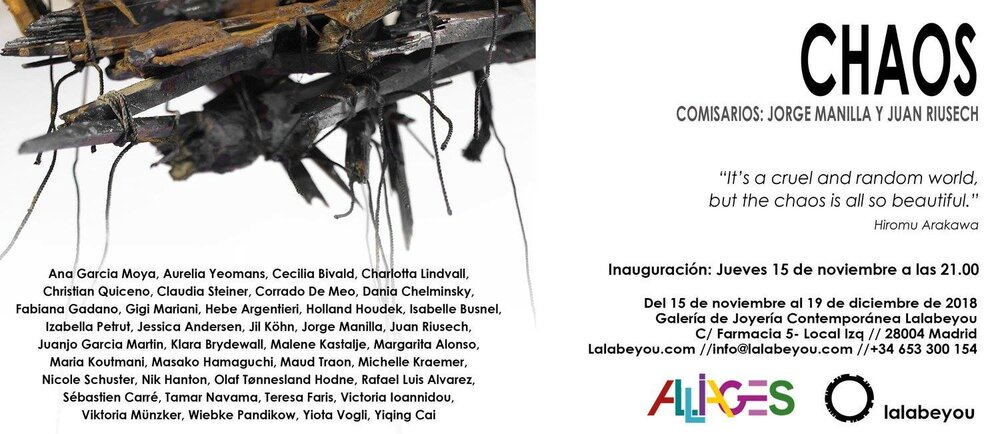 CHAOS
COMISARIOS: JORGE MANILLA Y JUAN RIUSECH
“It’s a cruel and random world,
but the chaos is all so beautiful.”
Hiromu Arakawa
Inauguración: Jueves 15 de noviembre a las 21.00
Del 15 de noviembre al 19 de diciembre de 2018
Galería de Joyería Contemporánea Lalabeyou
C/ Farmacia 5- Local Izq // 28004 Madrid
Lalabeyou.com //info@lalabeyou.com //+34 653 300 154
ALLIAGES
lalabeyou
Ana Garcia Moya, Aurelia Yeomans, Cecilia Bivald, Charlotta Lindvall,
Christian Quiceno, Claudia Steiner, Corrado De Meo, Dania Chelminsky,
Fabiana Gadano, Gigi Mariani, Hebe Argentieri, Holland Houdek, Isabelle Busnel,
Izabella Petrut, Jessica Andersen, Jil Köhn, Jorge Manilla, Juan Riusech,
Juanjo Garcia Martin, Klara Brydewall, Malene Kastalje, Margarita Alonso,
Maria Koutmani, Masako Hamaguchi, Maud Traon, Michelle Kraemer,
Nicole Schuster, Nik Hanton, Olaf Tønnesland Hodne, Rafael Luis Alvarez,
Sébastien Carré, Tamar Navama, Teresa Faris, Victoria Ioannidou,
Viktoria Münzker, Wiebke Pandikow, Yiota Vogli, Yiqing Cai